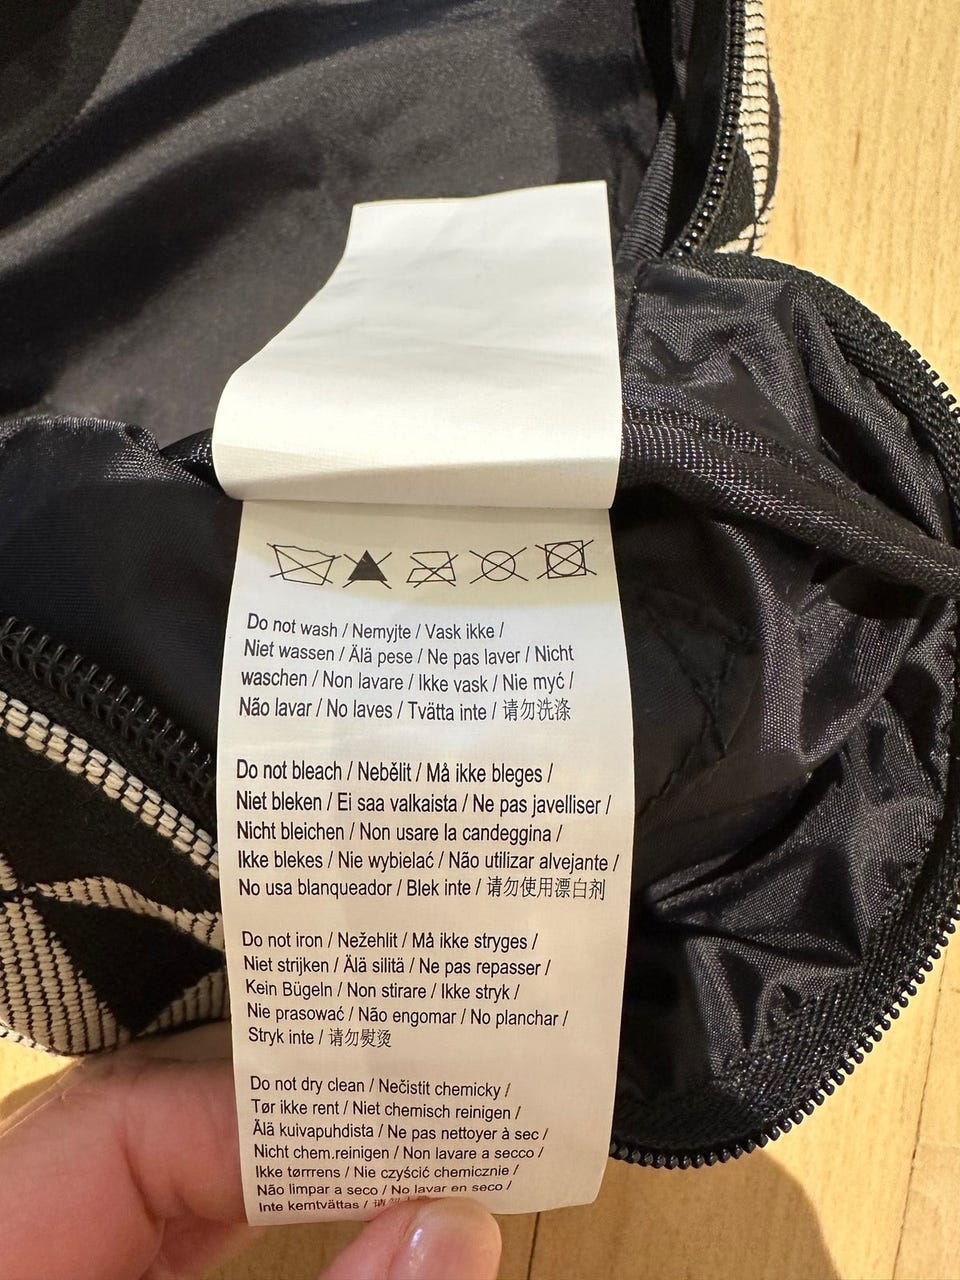 Do not wash / Nemyjte / Vask ikke /
Niet wassen / Älä pese / Ne pas laver / Nicht
waschen / Non lavare / Ikke vask / Nie myć /
Não lavar / No laves / Tvätta inte / 请勿洗涤
Do not bleach / Nebělit / Må ikke bleges /
Niet bleken / Ei saa valkaista / Ne pas javelliser /
Nicht bleichen / Non usare la candeggina /
Ikke blekes / Nie wybielać / Não utilizar alvejante /
No usa blanqueador / Blek inte / 请勿使用漂白剂
Do not iron / Nežehlit / Må ikke stryges /
Niet strijken / Älä silitä / Ne pas repasser /
Kein Bügeln / Non stirare / Ikke stryk /
Nie prasować / Não engomar / No planchar /
Stryk inte / 请勿熨烫
Do not dry clean / Nečistit chemicky /
Tør ikke rent / Niet chemisch reinigen /
Älä kuivapuhdista / Ne pas nettoyer à sec /
Nicht chem.reinigen / Non lavare a secco /
Ikke tørrrens / Nie czyścić chemicznie /
Não limpar a seco / No lavar en seco /
Inte kemtvättas / 请勿